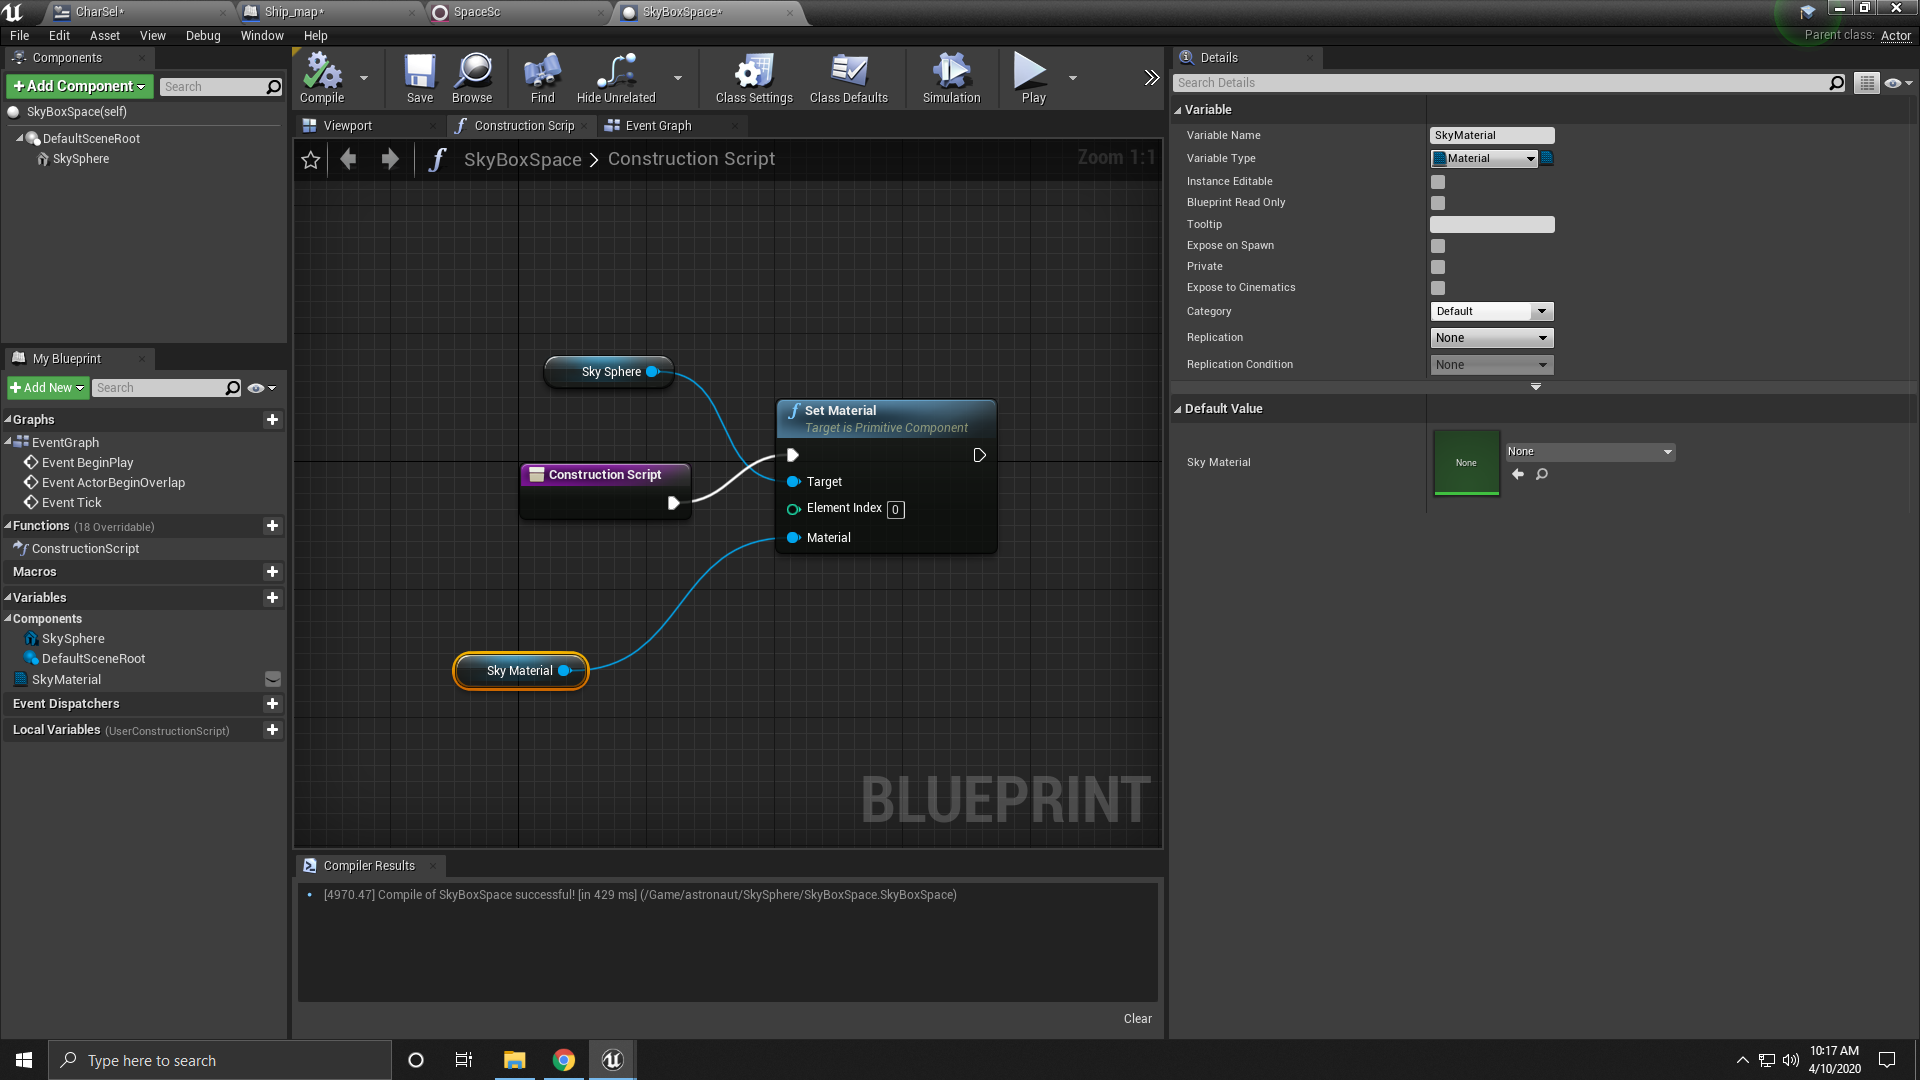 CharSel*
Ship_map*
SpaceSc
SkyBoxSpace*
File Edit Asset View Debug Window Help
Parent class: Actor
Components
+Add Component
Search
SkyBoxSpace(self)
DefaultSceneRoot
SkySphere
My Blueprint
+Add New
Search
Graphs
EventGraph
Event BeginPlay
Event ActorBeginOverlap
Event Tick
Functions (18 Overridable)
ConstructionScript
Macros
Variables
Components
SkySphere
DefaultSceneRoot
SkyMaterial
Event Dispatchers
Local Variables (UserConstructionScript)
Compile
Save
Browse
Find
Hide Unrelated
Class Settings
Class Defaults
Simulation
Play
Viewport
Construction Scrip
Event Graph
SkyBoxSpace > Construction Script
Zoom 1:1
Sky Sphere
Set Material
Target is Primitive Component
Target
Element Index 0
Material
Construction Script
Sky Material
BLUEPRINT
Compiler Results
[4970.47] Compile of SkyBoxSpace successful! [in 429 ms] (/Game/astronaut/SkySphere/SkyBoxSpace.SkyBoxSpace)
Clear
Details
Search Details
Variable
Variable Name SkyMaterial
Variable Type Material
Instance Editable
Blueprint Read Only
Tooltip
Expose on Spawn
Private
Expose to Cinematics
Category Default
Replication None
Replication Condition None
Default Value
Sky Material None None
Type here to search
10:17 AM
4/10/2020